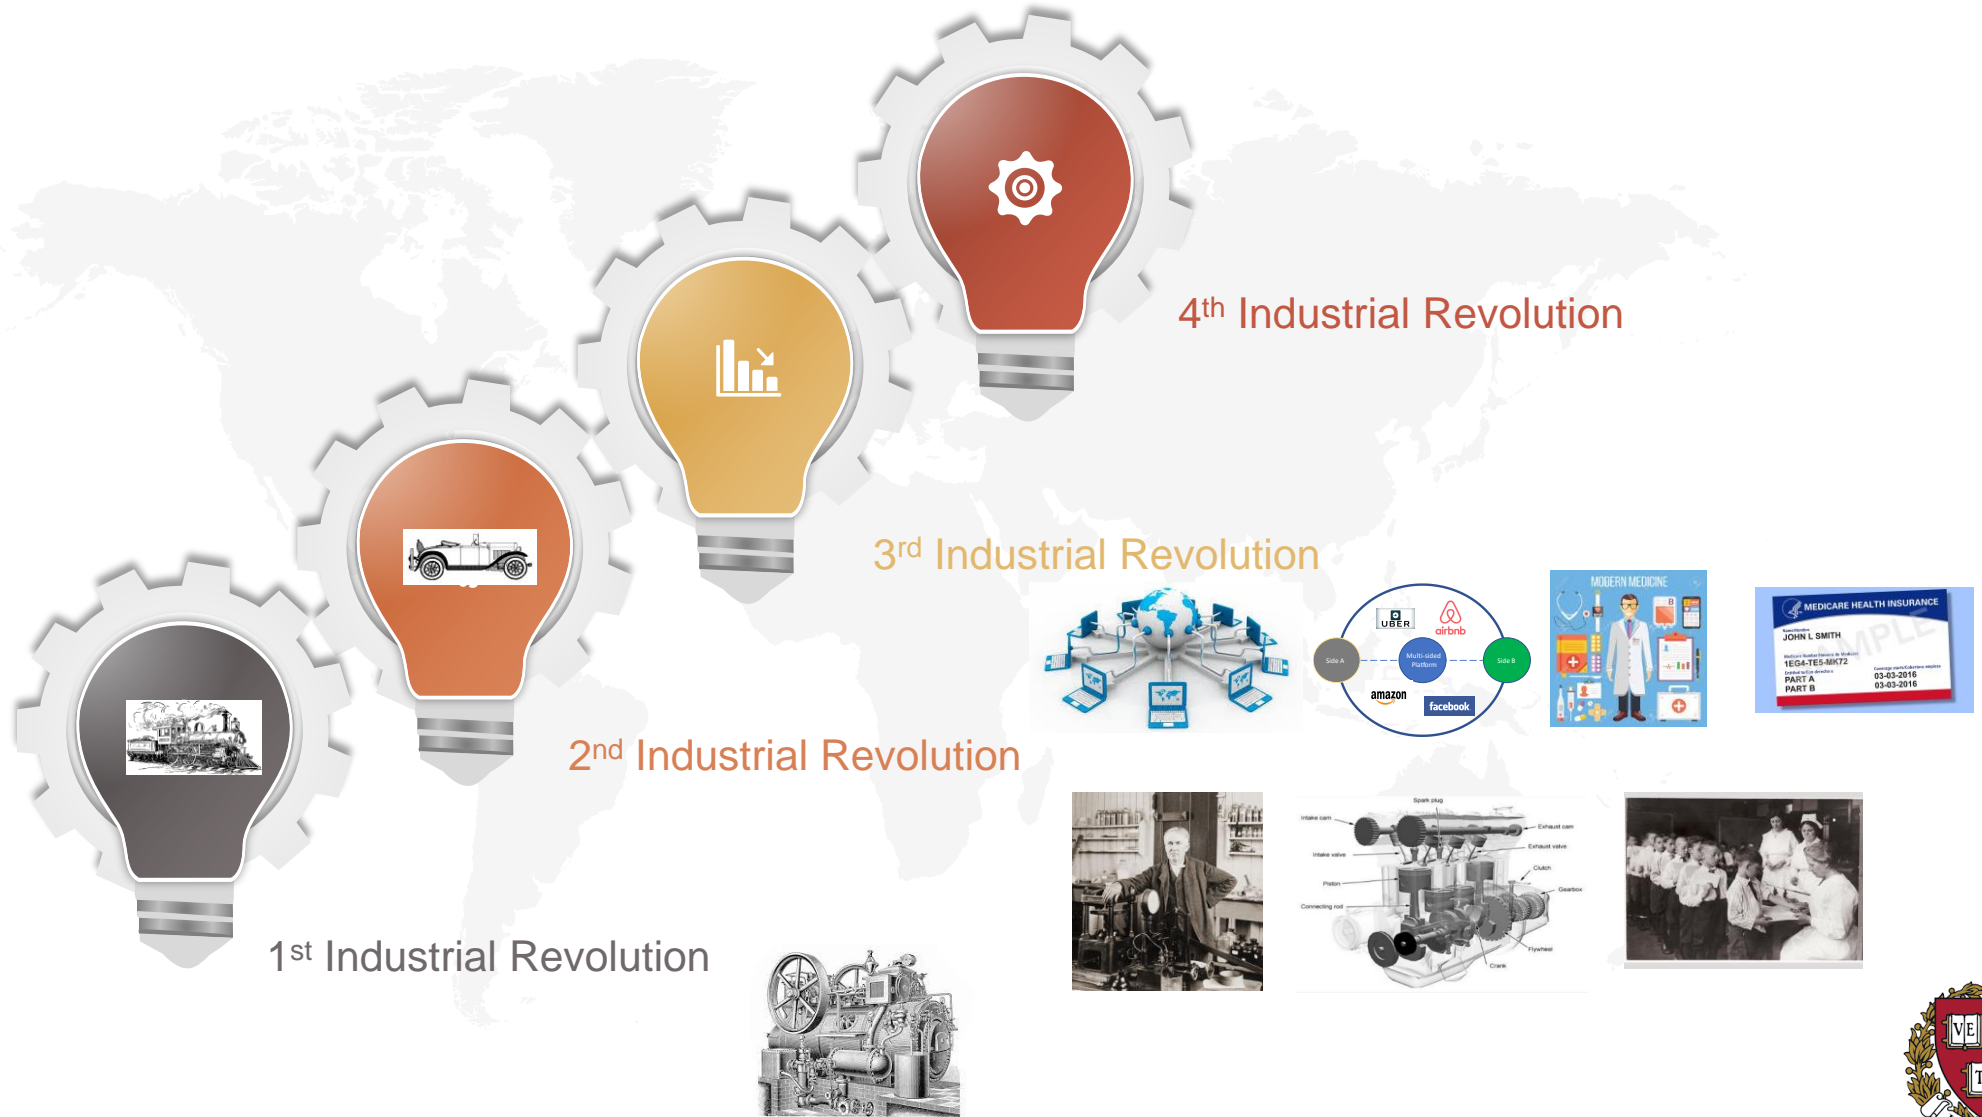 4th Industrial Revolution
3rd Industrial Revolution
2nd Industrial Revolution
1st Industrial Revolution
UBER
airbnb
Side A
Multi-sided
Platform
Side B
amazon
facebook
MODERN MEDICINE
B
MEDICARE HEALTH INSURANCE
JOHN L SMITH
1EG4-TE5-MK72
PART A
PART B
03-03-2016
03-03-2016
Spark plug
Intake cam
Exhaust cam
Intake valve
Exhaust valve
Clutch
Piston
Gearbox
Connecting rod
Flywheel
Crank
VE
T